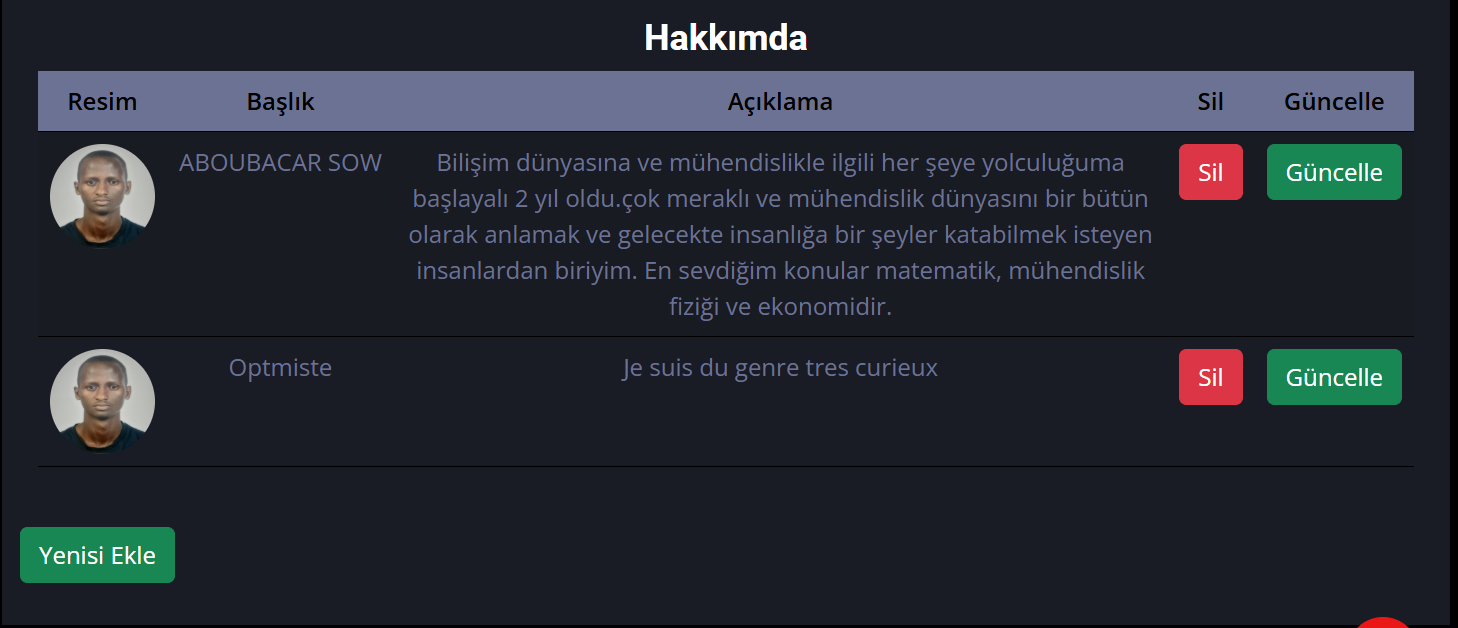 Hakkımda
Resim Başlık Açıklama Sil Güncelle
ABOUBACAR SOW Bilişim dünyasına ve mühendislikle ilgili her şeye yolculuğuma Sil Güncelle
başlayalı 2 yıl oldu.çok meraklı ve mühendislik dünyasını bir bütün
olarak anlamak ve gelecekte insanlığa bir şeyler katabilmek isteyen
insanlardan biriyim. En sevdiğim konular matematik, mühendislik
fiziği ve ekonomidir.
Optmiste Je suis du genre tres curieux Sil Güncelle
Yenisi Ekle